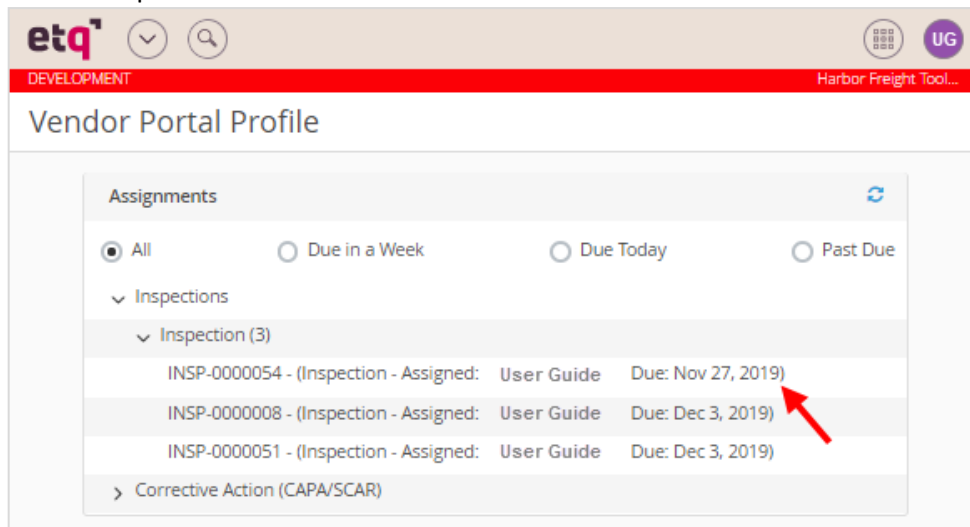 etq
UG
DEVELOPMENT Harbor Freight Tool...
Vendor Portal Profile
Assignments
All Due in a Week Due Today Past Due
Inspections
Inspection (3)
INSP-0000054 - (Inspection - Assigned: User Guide Due: Nov 27, 2019)
INSP-0000008 - (Inspection - Assigned: User Guide Due: Dec 3, 2019)
INSP-0000051 - (Inspection - Assigned: User Guide Due: Dec 3, 2019)
Corrective Action (CAPA/SCAR)